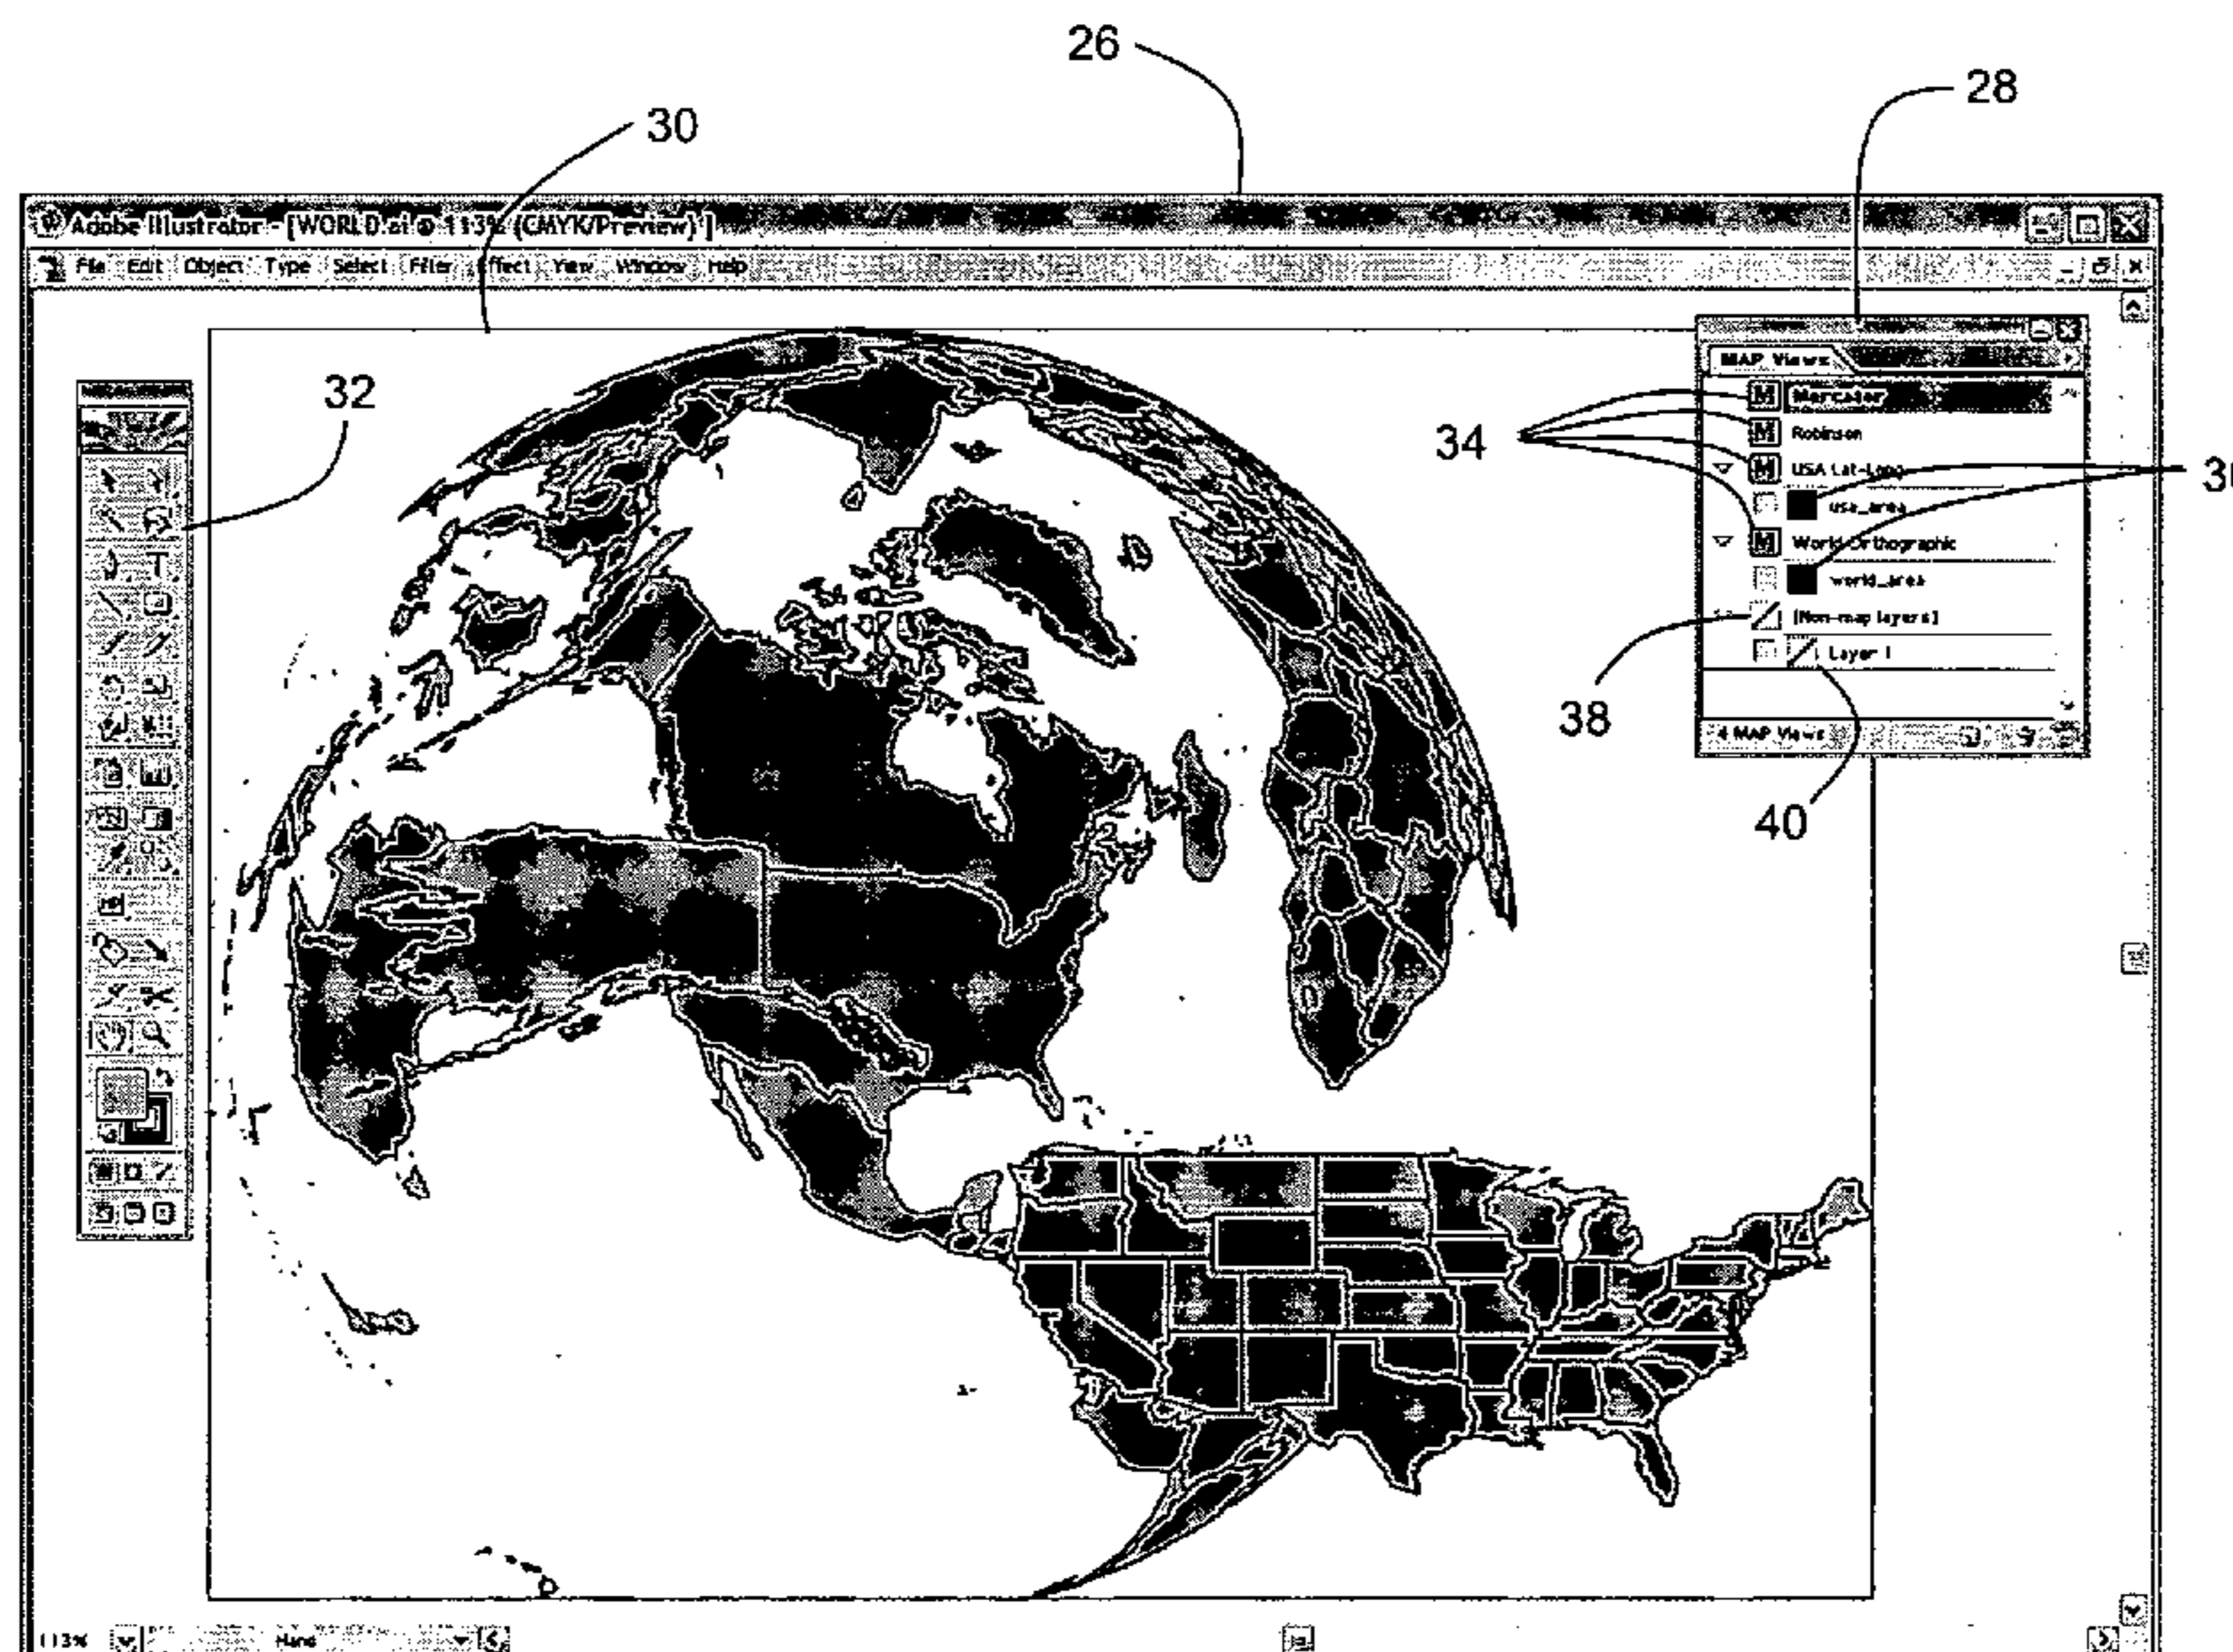 26
28
30
Adobe Illustrator - [WORLD.ai @ 113% (CMYK/Preview)]
File Edit Object Type Select Filter Effect View Window Help
32
MAP Views
Mercator
34
Robinson
USA Lat-Long
usa_area
World Orthographic
world_area
[Non-map layers]
Layer 1
38
4 MAP Views
40
113% Hand